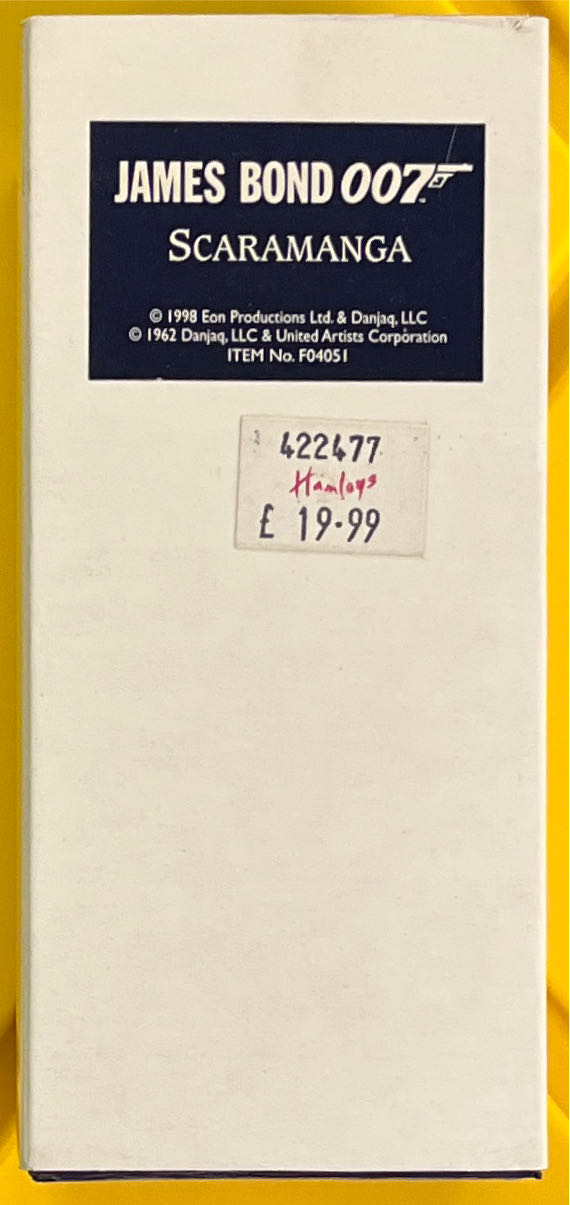 JAMES BOND 007™
SCARAMANGA
© 1998 Eon Productions Ltd. & Danjaq, LLC
© 1962 Danjaq, LLC & United Artists Corporation
ITEM No. F04051
422477
Hamleys
£ 19.99